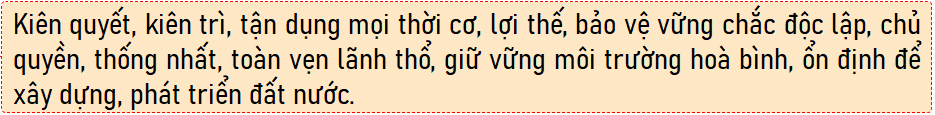 Kiên quyết, kiên trì, tận dụng mọi thời cơ, lợi thế, bảo vệ vững chắc độc lập, chủ
quyền, thống nhất, toàn vẹn lãnh thổ, giữ vững môi trường hoà bình, ổn định để
xây dựng, phát triển đất nước.